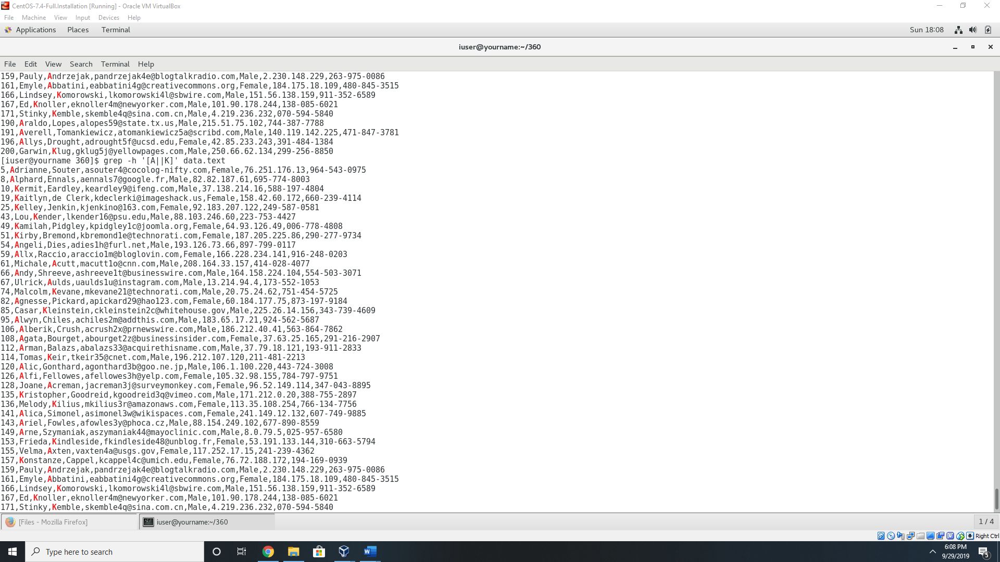 CentOS-7.4-Full.Installation [Running] - Oracle VM VirtualBox
File Machine View Input Devices Help
Applications Places Terminal Sun 18:08
iuser@yourname:~/360
File Edit View Search Terminal Help
159,Pauly,Andrzejak,pandrzejak4e@blogtalkradio.com,Male,2.230.148.229,263-975-0086
161,Emyle,Abbatini,eabbatini4g@creativecommons.org,Female,184.175.18.109,480-845-3515
166,Lindsey,Komorowski,lkomorowski4l@sbwire.com,Male,151.56.138.159,911-352-6589
167,Ed,Knoller,eknoller4m@newyorker.com,Male,101.90.178.244,138-085-6021
171,Stinky,Kemble,skemble4q@sina.com.cn,Male,4.219.236.232,070-594-5840
190,Araldo,Lopes,alopes59@state.tx.us,Male,215.51.75.102,744-387-7788
191,Averell,Tomankiewicz,atomankiewicz5a@scribd.com,Male,140.119.142.225,471-847-3781
196,Allys,Drought,adrought5f@ucsd.edu,Female,42.85.233.243,391-484-1384
200,Garwin,Klug,gklug5j@yellowpages.com,Male,250.66.62.134,299-256-8850
[iuser@yourname 360]$ grep -h '[A||K]' data.text
5,Adrianne,Souter,asouter4@cocolog-nifty.com,Female,76.251.176.13,964-543-0975
8,Alphard,Ennals,aennals7@google.fr,Male,82.82.187.61,695-774-8003
10,Kermit,Eardley,keardley9@ifeng.com,Male,37.138.214.16,588-197-4804
19,Kaitlyn,de Clerk,kdeclerki@imageshack.us,Female,158.42.60.172,660-239-4114
25,Kelley,Jenkin,kjenkino@163.com,Female,92.183.207.122,249-587-0581
43,Lou,Kender,lkender16@psu.edu,Male,88.103.246.60,223-753-4427
49,Kamilah,Pidgley,kpidgley1c@joomla.org,Female,64.93.126.49,006-778-4808
51,Kirby,Bremond,kbremond1e@technorati.com,Female,187.205.225.86,290-277-9734
54,Angeli,Dies,adies1h@furl.net,Male,193.126.73.66,897-799-0117
59,Allx,Raccio,araccio1m@bloglovin.com,Female,166.228.234.141,916-248-0203
61,Michale,Acutt,macutt1o@cnn.com,Male,208.164.33.157,414-028-4077
66,Andy,Shreeve,ashreeve1t@businesswire.com,Male,164.158.224.104,554-503-3071
67,Ulrick,Aulds,uaulds1u@instagram.com,Male,13.214.94.4,173-552-1053
74,Malcolm,Kevane,mkevane21@technorati.com,Male,20.75.24.62,751-454-5725
82,Agnesse,Pickard,apickard29@hao123.com,Female,60.184.177.75,873-197-9184
85,Casar,Kleinstein,ckleinstein2c@whitehouse.gov,Male,225.26.14.156,343-739-4609
95,Alwyn,Chiles,achiles2m@addthis.com,Male,183.65.17.21,924-562-5687
106,Alberik,Crush,acrush2x@prnewswire.com,Male,186.212.40.41,563-864-7862
108,Agata,Bourget,abourget2z@businessinsider.com,Female,37.63.25.165,291-216-2907
112,Arman,Balazs,abalazs33@acquirethisname.com,Male,37.79.18.121,193-911-2833
114,Tomas,Keir,tkeir35@cnet.com,Male,196.212.107.120,211-481-2213
120,Alic,Gonthard,agonthard3b@goo.ne.jp,Male,106.1.100.220,443-724-3008
126,Alfi,Fellowes,afellowes3h@yelp.com,Female,105.32.98.155,784-797-9751
128,Joane,Acreman,jacreman3j@surveymonkey.com,Female,96.52.149.114,347-043-8895
135,Kristopher,Goodreid,kgoodreid3q@vimeo.com,Male,171.212.0.20,388-755-2897
136,Melody,Kilius,mkilius3r@amazonaws.com,Female,113.35.108.254,766-134-7756
141,Alica,Simonel,asimonel3w@wikispaces.com,Female,241.149.12.132,607-749-9885
143,Ariel,Fowles,afowles3y@phoca.cz,Male,88.154.249.102,677-890-8559
149,Arne,Szymaniak,aszymaniak44@mayoclinic.com,Male,8.0.79.5,025-957-6580
153,Frieda,Kindleside,fkindleside48@unblog.fr,Female,53.191.133.144,310-663-5794
155,Velma,Axten,vaxten4a@usgs.gov,Female,117.252.17.15,241-239-4362
157,Konstanze,Cappel,kcappel4c@umich.edu,Female,76.72.188.172,194-169-0939
159,Pauly,Andrzejak,pandrzejak4e@blogtalkradio.com,Male,2.230.148.229,263-975-0086
161,Emyle,Abbatini,eabbatini4g@creativecommons.org,Female,184.175.18.109,480-845-3515
166,Lindsey,Komorowski,lkomorowski4l@sbwire.com,Male,151.56.138.159,911-352-6589
167,Ed,Knoller,eknoller4m@newyorker.com,Male,101.90.178.244,138-085-6021
171,Stinky,Kemble,skemble4q@sina.com.cn,Male,4.219.236.232,070-594-5840
[Files - Mozilla Firefox] iuser@yourname:~/360 1 / 4
Right Ctrl
Type here to search
6:08 PM
9/29/2019
5